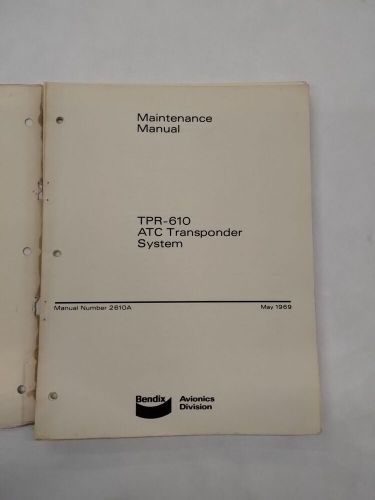 Maintenance
Manual
TPR-610
ATC Transponder
System
Manual Number 2610A May 1969
Bendix Avionics
Division